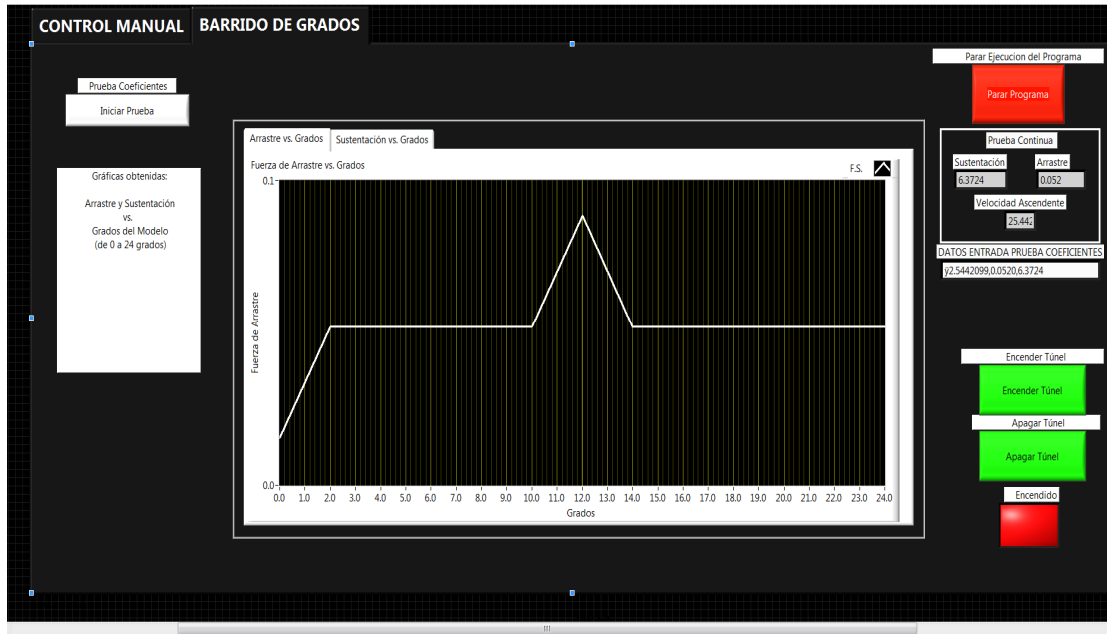 CONTROL MANUAL
BARRIDO DE GRADOS
Prueba Coeficientes
Iniciar Prueba
Gráficas obtenidas:
Arrastre y Sustentación
vs.
Grados del Modelo
(de 0 a 24 grados)
Arrastre vs. Grados
Sustentación vs. Grados
Fuerza de Arrastre vs. Grados
F.S.
Fuerza de Arrastre
0.1
0.0
0.0 1.0 2.0 3.0 4.0 5.0 6.0 7.0 8.0 9.0 10.0 11.0 12.0 13.0 14.0 15.0 16.0 17.0 18.0 19.0 20.0 21.0 22.0 23.0 24.0
Grados
Parar Ejecucion del Programa
Parar Programa
Prueba Continua
Sustentación Arrastre
6.3724 0.052
Velocidad Ascendente
25.442
DATOS ENTRADA PRUEBA COEFICIENTES
ÿ2.5442099,0.0520,6.3724
Encender Túnel
Encender Túnel
Apagar Túnel
Apagar Túnel
Encendido